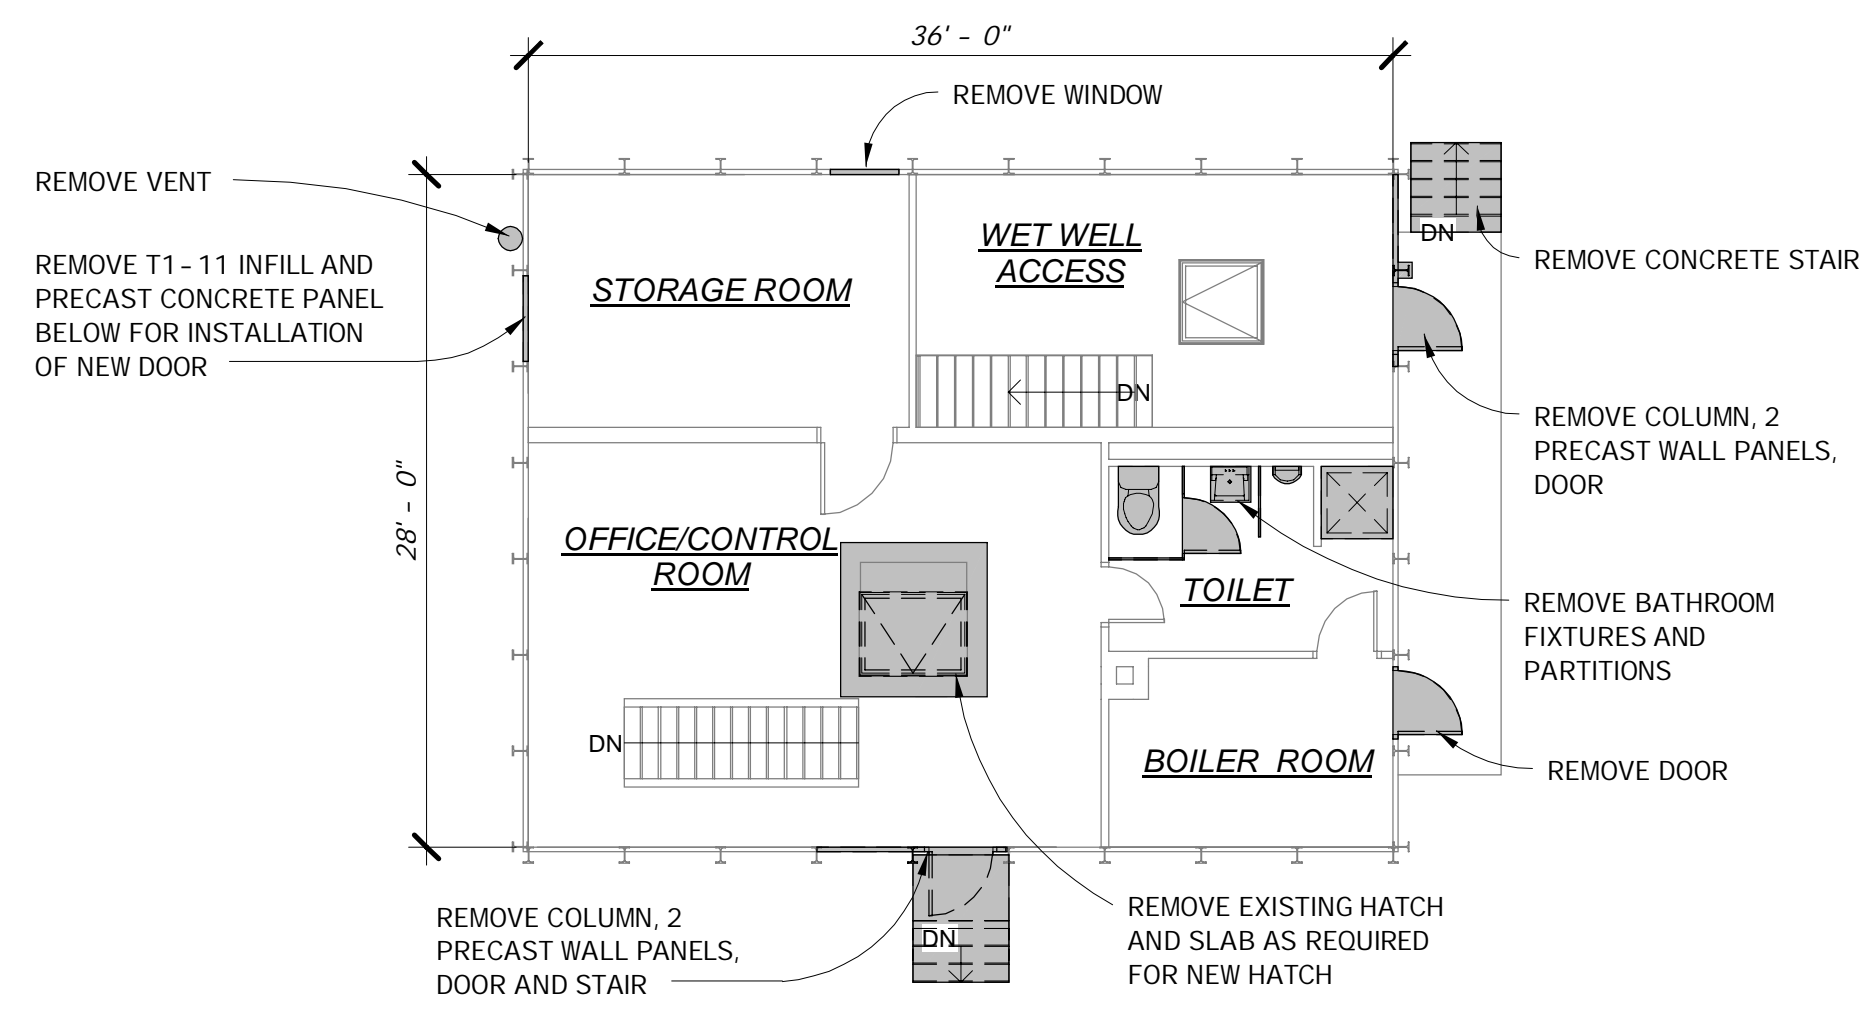 36' - 0"
REMOVE WINDOW
REMOVE VENT
REMOVE T1-11 INFILL AND
PRECAST CONCRETE PANEL
BELOW FOR INSTALLATION
OF NEW DOOR
STORAGE ROOM
WET WELL
ACCESS
DN
DN
REMOVE CONCRETE STAIR
REMOVE COLUMN, 2
PRECAST WALL PANELS,
DOOR
28' - 0"
OFFICE/CONTROL
ROOM
TOILET
REMOVE BATHROOM
FIXTURES AND
PARTITIONS
DN
BOILER ROOM
REMOVE DOOR
REMOVE COLUMN, 2
PRECAST WALL PANELS,
DOOR AND STAIR
DN
REMOVE EXISTING HATCH
AND SLAB AS REQUIRED
FOR NEW HATCH